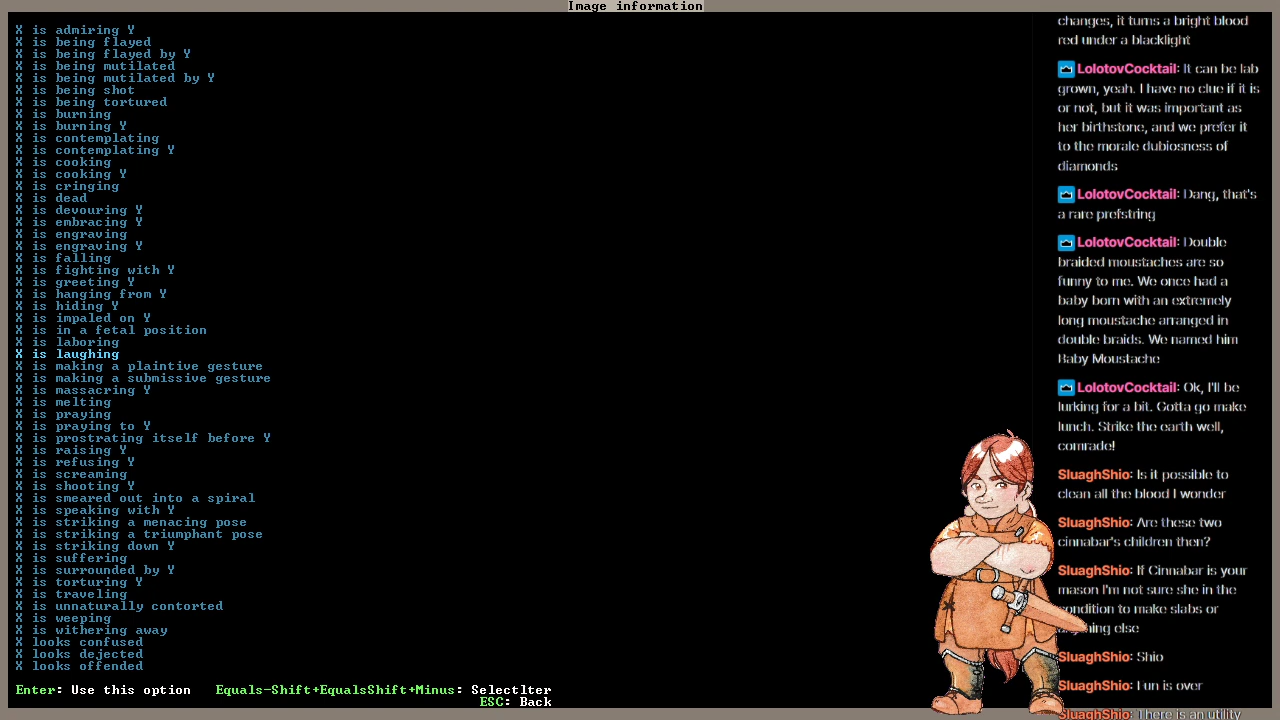 Image information
X is admiring Y
X is being flayed
X is being flayed by Y
X is being mutilated
X is being mutilated by Y
X is being shot
X is being tortured
X is burning
X is burning Y
X is contemplating
X is contemplating Y
X is cooking
X is cooking Y
X is cringing
X is dead
X is devouring Y
X is embracing Y
X is engraving
X is engraving Y
X is falling
X is fighting with Y
X is greeting Y
X is hanging from Y
X is hiding Y
X is impaled on Y
X is in a fetal position
X is laboring
X is laughing
X is making a plaintive gesture
X is making a submissive gesture
X is massacring Y
X is melting
X is praying
X is praying to Y
X is prostrating itself before Y
X is raising Y
X is refusing Y
X is screaming
X is shooting Y
X is smeared out into a spiral
X is speaking with Y
X is striking a menacing pose
X is striking a triumphant pose
X is striking down Y
X is suffering
X is surrounded by Y
X is torturing Y
X is traveling
X is unnaturally contorted
X is weeping
X is withering away
X looks confused
X looks dejected
X looks offended
Enter: Use this option Equals-Shift+EqualsShift+Minus: SelectIter
ESC: Back
changes, it turns a bright blood
red under a blacklight
LolotovCocktail: It can be lab
grown, yeah. I have no clue if it is
or not, but it was important as
her birthstone, and we prefer it
to the morale dubiosness of
diamonds
LolotovCocktail: Dang, that's
a rare prefstring
LolotovCocktail: Double
braided moustaches are so
funny to me. We once had a
baby born with an extremely
long moustache arranged in
double braids. We named him
Baby Moustache
LolotovCocktail: Ok, I'll be
lurking for a bit. Gotta go make
lunch. Strike the earth well,
comrade!
SluaghShio: Is it possible to
clean all the blood I wonder
SluaghShio: Are these two
cinnabar's children then?
SluaghShio: If Cinnabar is your
mason I'm not sure she in the
condition to make slabs or
else
SluaghShio: Shio
SluaghShio: Fun is over
SluaghShio: There is an utility